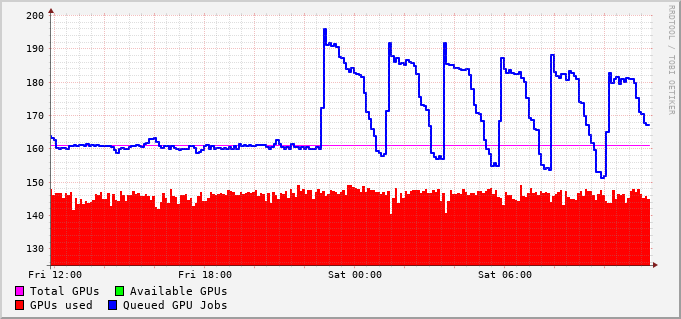 200
190
180
170
160
150
140
130
Fri 12:00 Fri 18:00 Sat 00:00 Sat 06:00
Total GPUs Available GPUs
GPUs used Queued GPU Jobs
RRDTOOL / TOBI OETIKER